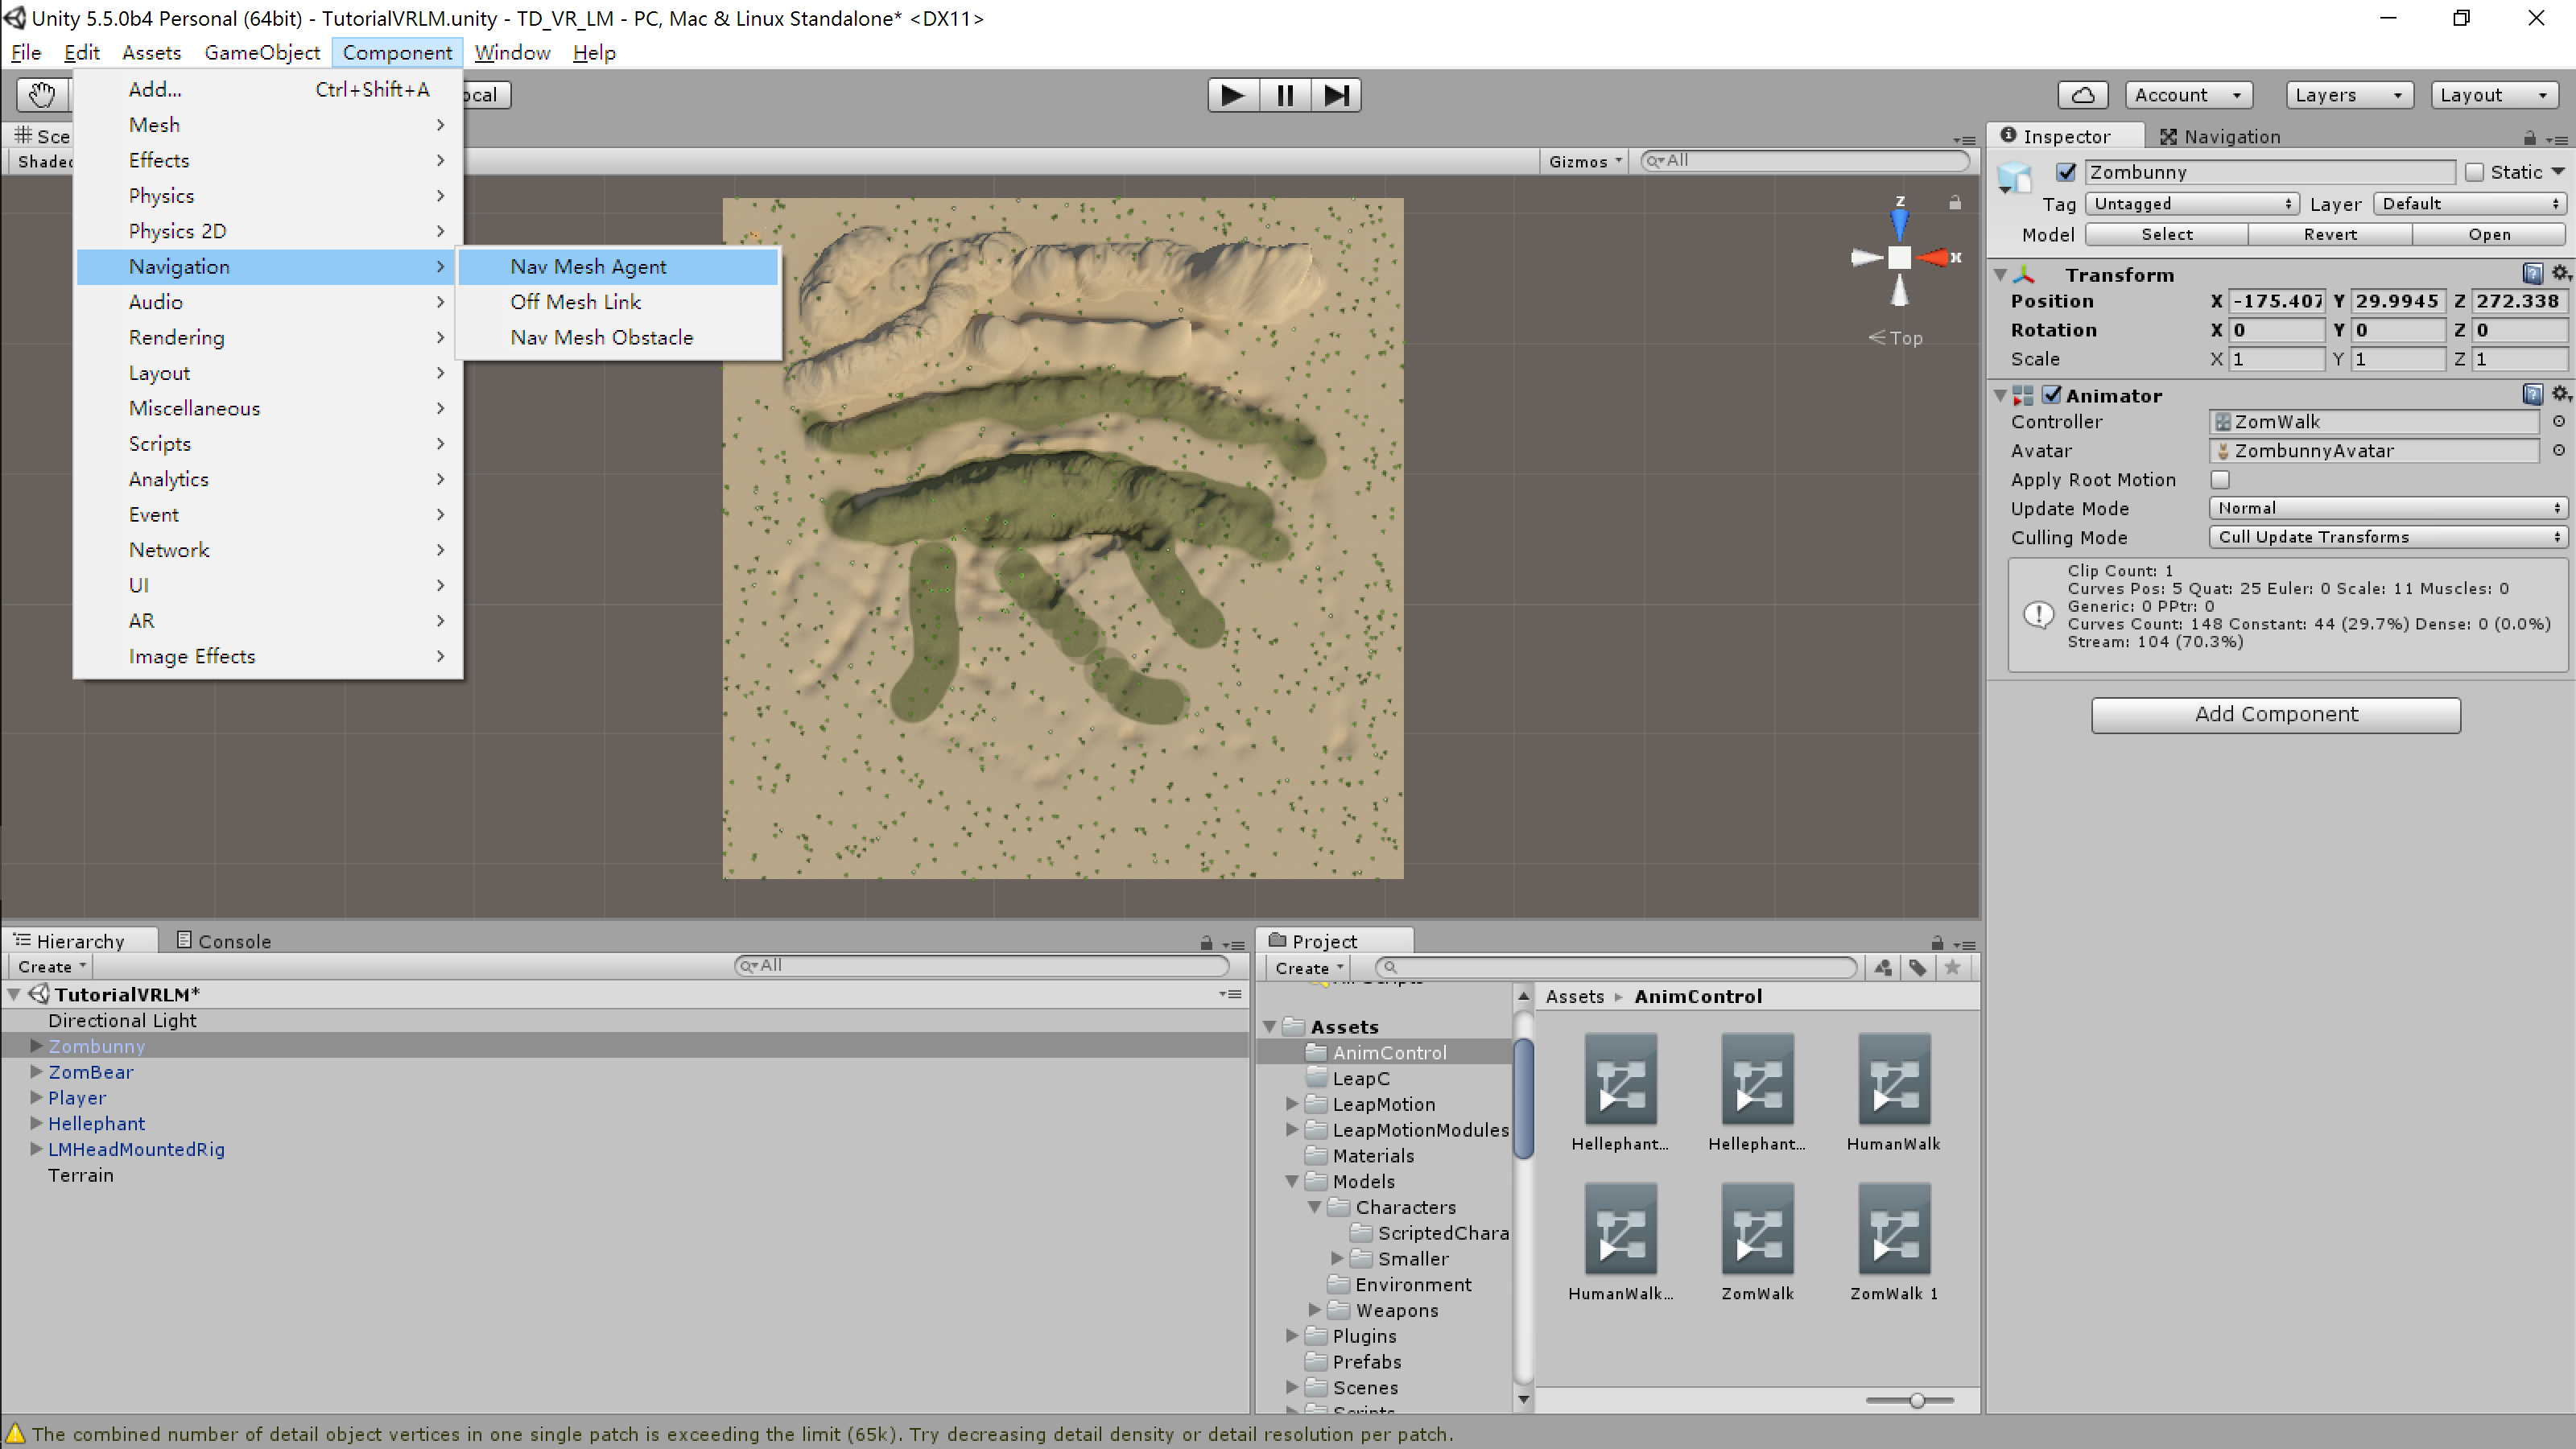 Unity 5.5.0b4 Personal (64bit) - TutorialVRLM.unity - TD_VR_LM - PC, Mac & Linux Standalone* <DX11>
File Edit Assets GameObject Component Window Help
Account Layers Layout
Add... Ctrl+Shift+A
Mesh
Effects
Physics
Physics 2D
Navigation
Audio
Rendering
Layout
Miscellaneous
Scripts
Analytics
Event
Network
UI
AR
Image Effects
Nav Mesh Agent
Off Mesh Link
Nav Mesh Obstacle
ocal
Sce
Shaded
Gizmos All
Z
X
Top
Inspector Navigation
Zombunny Static
Tag Untagged Layer Default
Model Select Revert Open
Transform
Position X -175.407 Y 29.9945 Z 272.338
Rotation X 0 Y 0 Z 0
Scale X 1 Y 1 Z 1
Animator
Controller ZomWalk
Avatar ZombunnyAvatar
Apply Root Motion
Update Mode Normal
Culling Mode Cull Update Transforms
Clip Count: 1
Curves Pos: 5 Quat: 25 Euler: 0 Scale: 11 Muscles: 0
Generic: 0 PPtr: 0
Curves Count: 148 Constant: 44 (29.7%) Dense: 0 (0.0%)
Stream: 104 (70.3%)
Add Component
Hierarchy Console
Create All
TutorialVRLM*
Directional Light
Zombunny
ZomBear
Player
Hellephant
LMHeadMountedRig
Terrain
Project
Create
All Scripts
Assets
AnimControl
LeapC
LeapMotion
LeapMotionModules
Materials
Models
Characters
ScriptedChara
Smaller
Environment
Weapons
Plugins
Prefabs
Scenes
Scripts
Assets AnimControl
Hellephant... Hellephant... HumanWalk
HumanWalk... ZomWalk ZomWalk 1
The combined number of detail object vertices in one single patch is exceeding the limit (65k). Try decreasing detail density or detail resolution per patch.